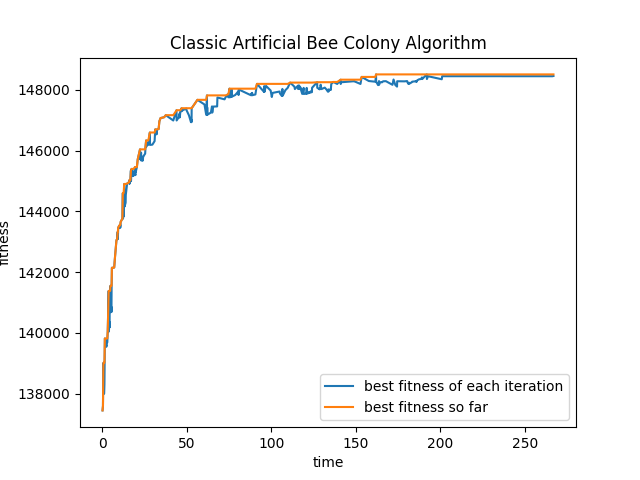 Classic Artificial Bee Colony Algorithm
148000
146000
144000
142000
140000
138000
fitness
best fitness of each iteration
best fitness so far
0 50 100 150 200 250
time